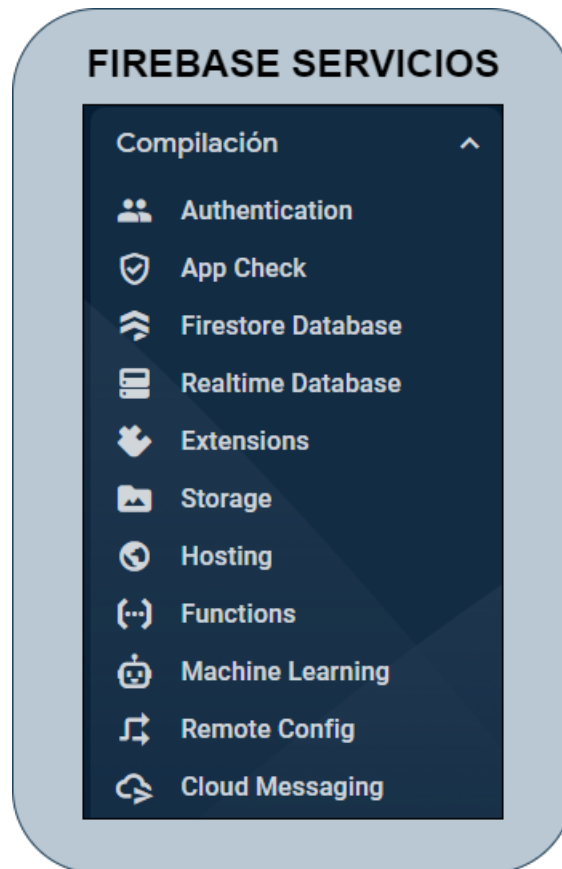 FIREBASE SERVICIOS
Compilación
Authentication
App Check
Firestore Database
Realtime Database
Extensions
Storage
Hosting
Functions
Machine Learning
Remote Config
Cloud Messaging